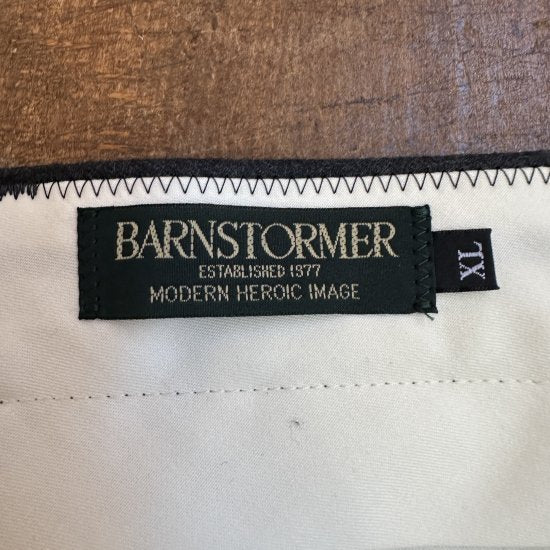 BARNSTORMER
ESTABLISHED 1977
MODERN HEROIC IMAGE
XL